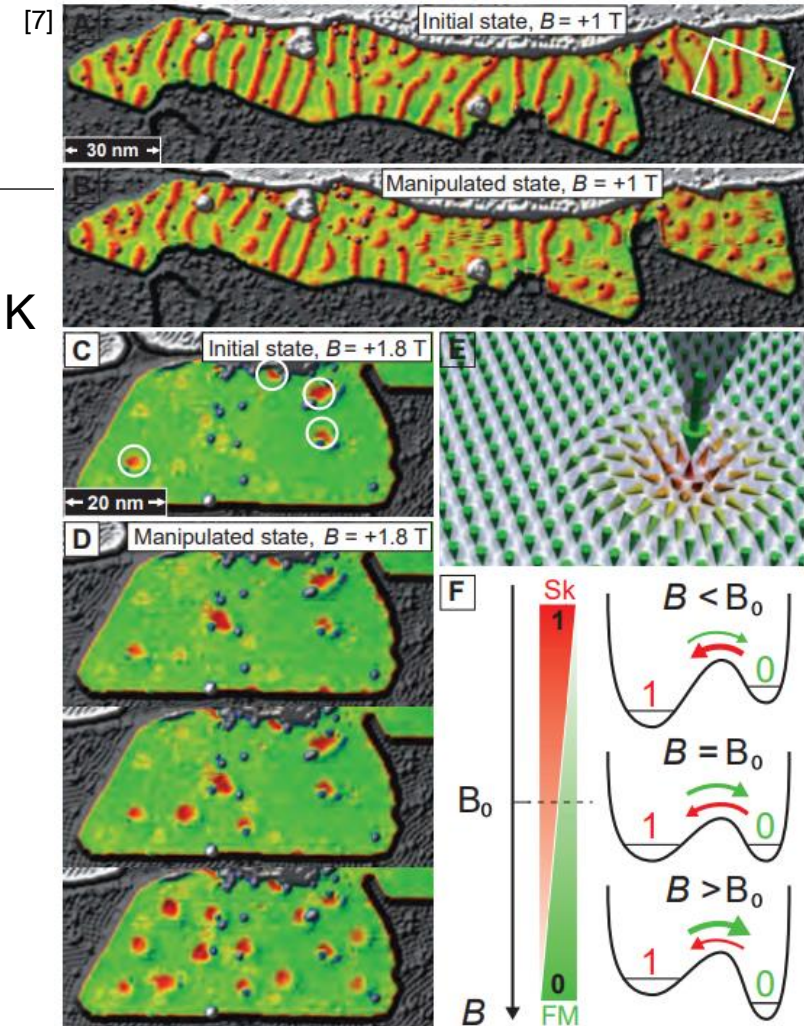 [7]
A
Initial state, B = +1 T
30 nm
B
Manipulated state, B = +1 T
K
C
Initial state, B = +1.8 T
20 nm
D
Manipulated state, B = +1.8 T
E
F
Sk
1
B₀
0
FM
B
B < B₀
1
0
B = B₀
1
0
B > B₀
1
0